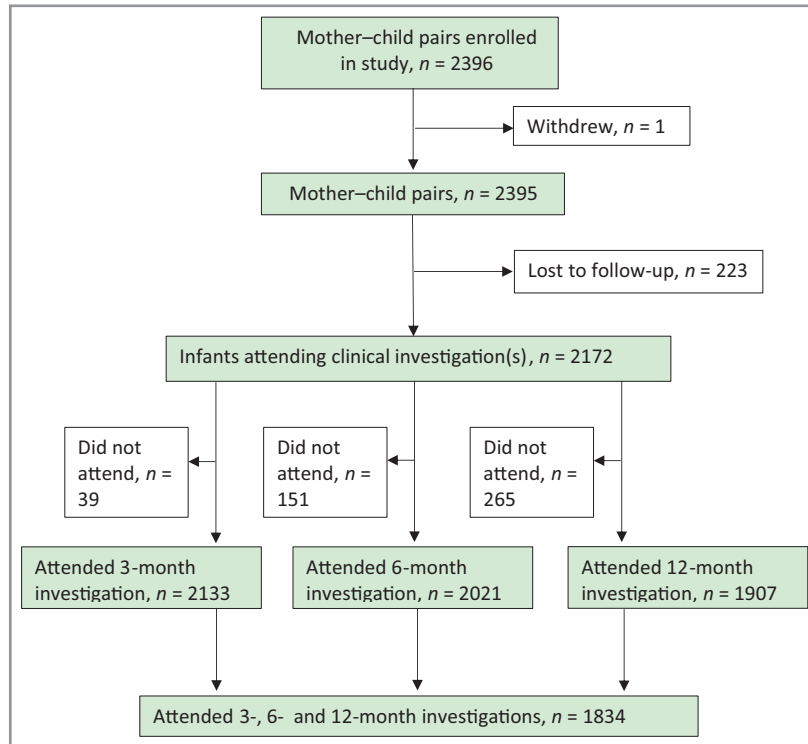 Mother–child pairs enrolled
in study, n = 2396
Withdrew, n = 1
Mother–child pairs, n = 2395
Lost to follow-up, n = 223
Infants attending clinical investigation(s), n = 2172
Did not
attend, n =
39
Did not
attend, n =
151
Did not
attend, n =
265
Attended 3-month
investigation, n = 2133
Attended 6-month
investigation, n = 2021
Attended 12-month
investigation, n = 1907
Attended 3-, 6- and 12-month investigations, n = 1834